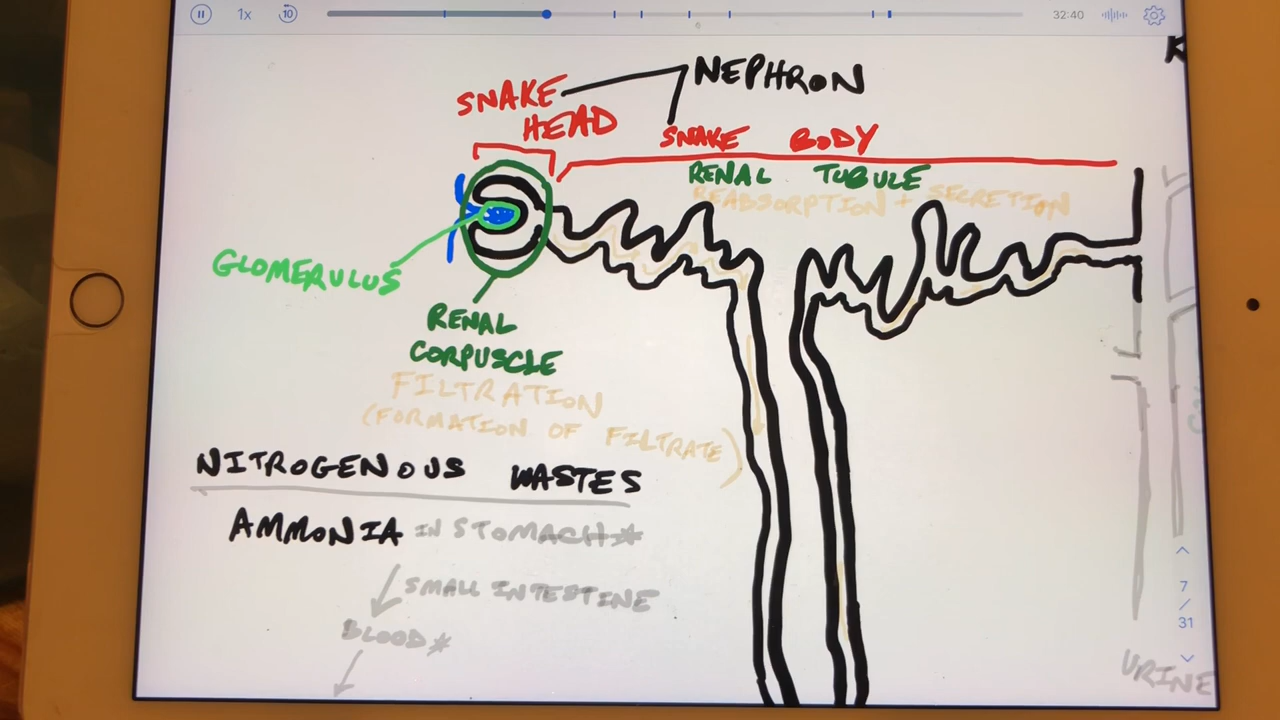 1x
10
32:40
NEPHRON
SNAKE
HEAD
SNAKE BODY
RENAL TUBULE
REABSORPTION + SECRETION
GLOMERULUS
RENAL
CORPUSCLE
FILTRATION
(FORMATION OF FILTRATE)
NITROGENOUS WASTES
AMMONIA IN STOMACH*
SMALL INTESTINE
BLOOD*
7
/
31
URINE